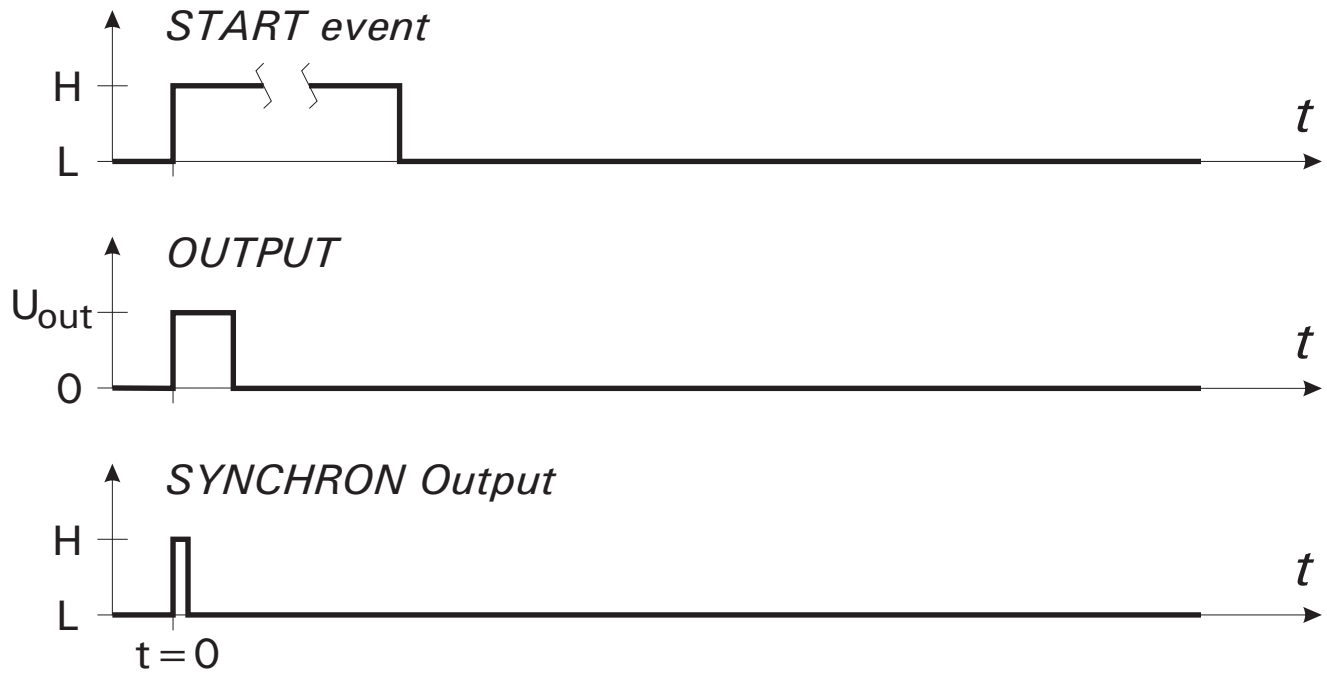 START event
H
t
L
OUTPUT
Uout
t
0
SYNCHRON Output
H
t
L
t = 0